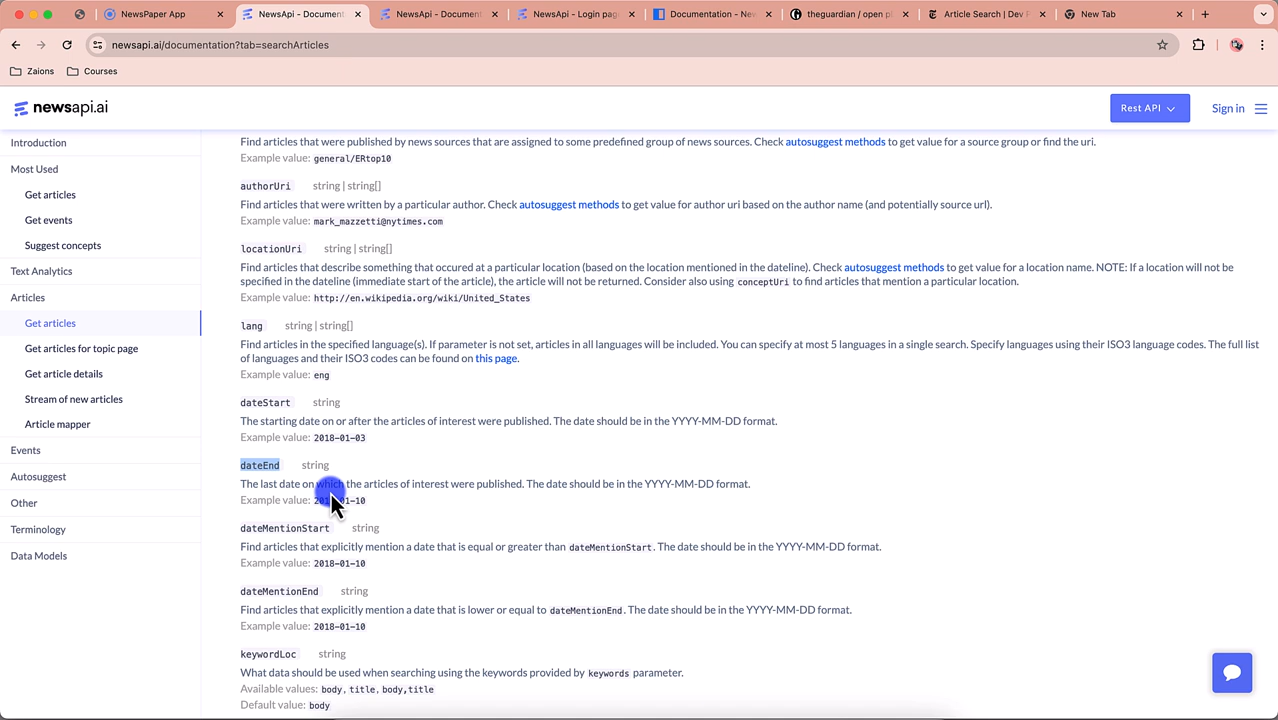 NewsPaper App
NewsApi - Document
NewsApi - Document
NewsApi - Login pag
Documentation - New
theguardian / open pl
Article Search | Dev P
New Tab
newsapi.ai/documentation?tab=searchArticles
Zaions
Courses
newsapi.ai
Rest API
Sign in
Introduction
Most Used
Get articles
Get events
Suggest concepts
Text Analytics
Articles
Get articles
Get articles for topic page
Get article details
Stream of new articles
Article mapper
Events
Autosuggest
Other
Terminology
Data Models
Find articles that were published by news sources that are assigned to some predefined group of news sources. Check autosuggest methods to get value for a source group or find the uri.
Example value: general/ERtop10
authorUri string | string[]
Find articles that were written by a particular author. Check autosuggest methods to get value for author uri based on the author name (and potentially source url).
Example value: mark_mazzetti@nytimes.com
locationUri string | string[]
Find articles that describe something that occured at a particular location (based on the location mentioned in the dateline). Check autosuggest methods to get value for a location name. NOTE: If a location will not be
specified in the dateline (immediate start of the article), the article will not be returned. Consider also using conceptUri to find articles that mention a particular location.
Example value: http://en.wikipedia.org/wiki/United_States
lang string | string[]
Find articles in the specified language(s). If parameter is not set, articles in all languages will be included. You can specify at most 5 languages in a single search. Specify languages using their ISO3 language codes. The full list
of languages and their ISO3 codes can be found on this page.
Example value: eng
dateStart string
The starting date on or after the articles of interest were published. The date should be in the YYYY-MM-DD format.
Example value: 2018-01-03
dateEnd string
The last date on which the articles of interest were published. The date should be in the YYYY-MM-DD format.
Example value: 2018-01-10
dateMentionStart string
Find articles that explicitly mention a date that is equal or greater than dateMentionStart. The date should be in the YYYY-MM-DD format.
Example value: 2018-01-10
dateMentionEnd string
Find articles that explicitly mention a date that is lower or equal to dateMentionEnd. The date should be in the YYYY-MM-DD format.
Example value: 2018-01-10
keywordLoc string
What data should be used when searching using the keywords provided by keywords parameter.
Available values: body, title, body,title
Default value: body